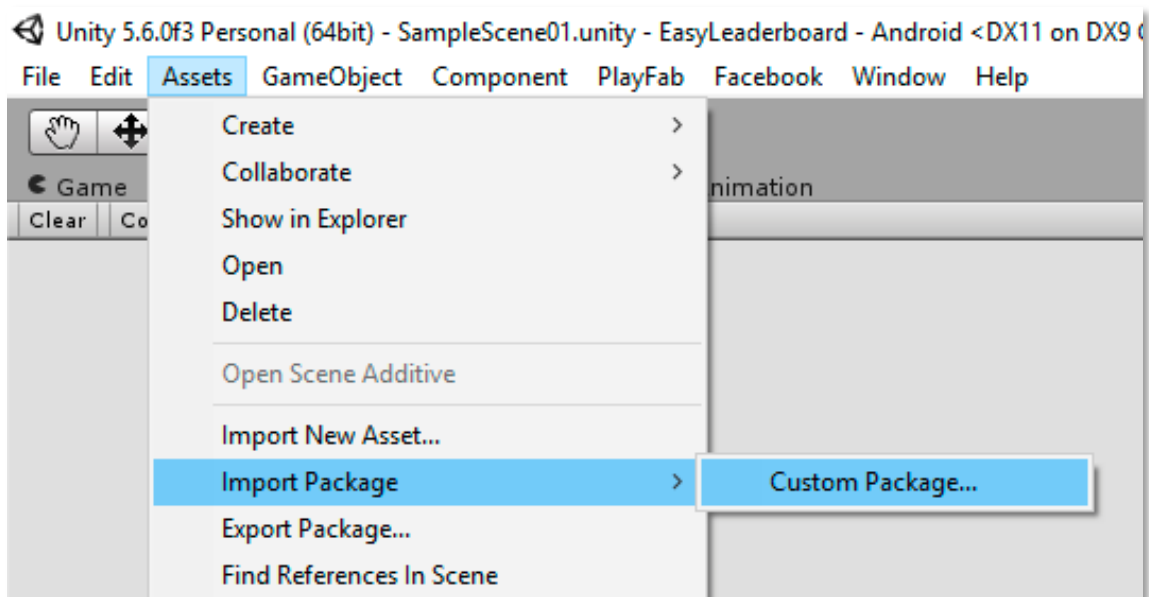 Unity 5.6.0f3 Personal (64bit) - SampleScene01.unity - EasyLeaderboard - Android <DX11 on DX9
File Edit Assets GameObject Component PlayFab Facebook Window Help
Create
Game
Collaborate
nimation
Clear Co
Show in Explorer
Open
Delete
Open Scene Additive
Import New Asset...
Import Package Custom Package...
Export Package...
Find References In Scene